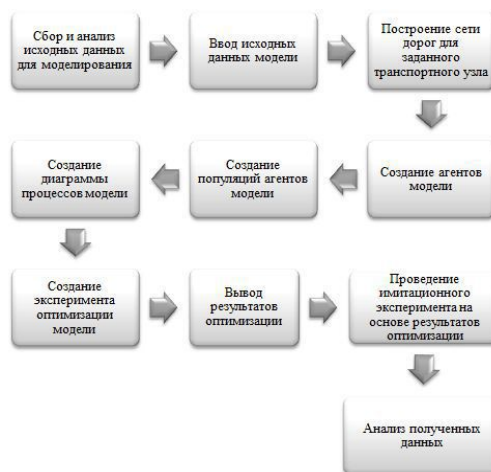 Сбор и анализ
исходных данных
для моделирования
Ввод исходных
данных модели
Построение сети
дорог для
заданного
транспортного узла
Создание агентов
модели
Создание
популяций агентов
модели
Создание
диаграммы
процессов модели
Создание
эксперимента
оптимизации
модели
Вывод
результатов
оптимизации
Проведение
имитационного
эксперимента на
основе результатов
оптимизации
Анализ полученных
данных